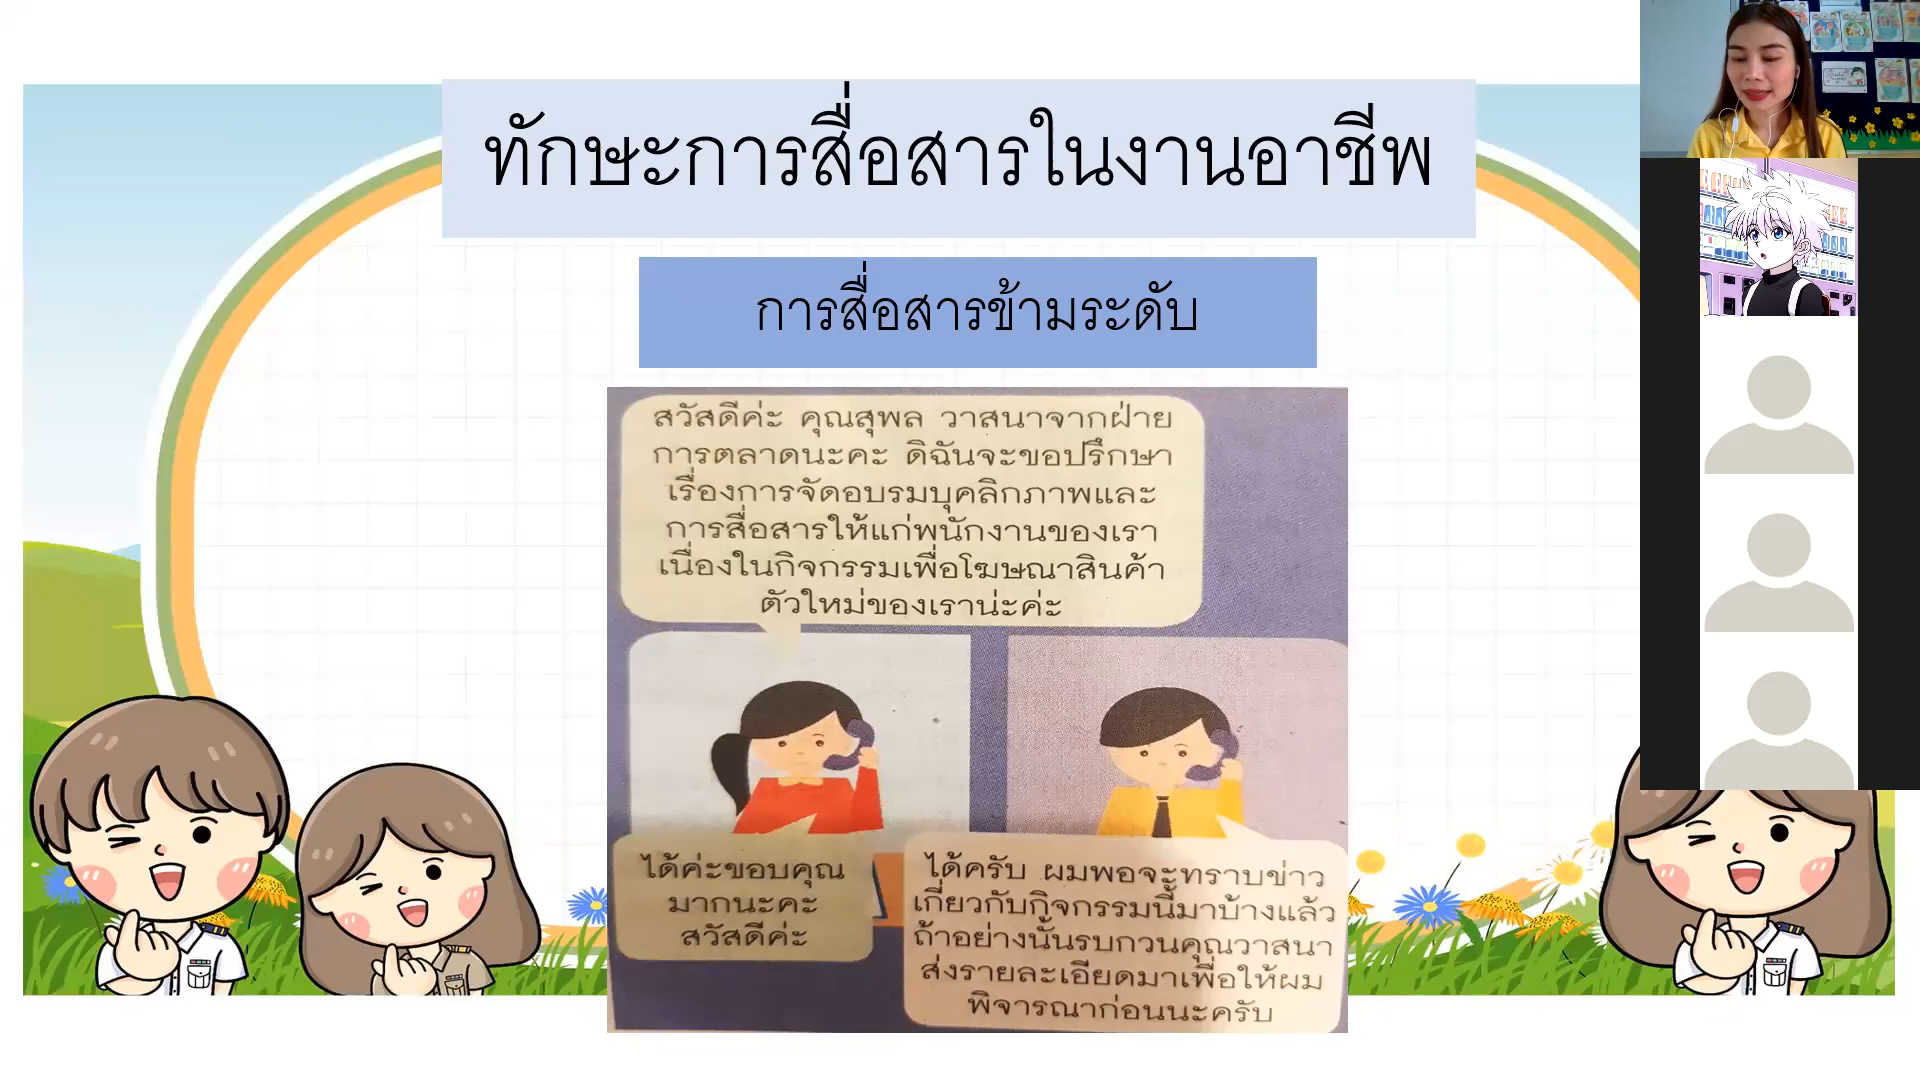 ทักษะการสื่อสารในงานอาชีพ
การสื่อสารข้ามระดับ
สวัสดีค่ะ คุณสุพล วาสนาจากฝ่าย
การตลาดนะคะ ดิฉันจะขอปรึกษา
เรื่องการจัดอบรมบุคลิกภาพและ
การสื่อสารให้แก่พนักงานของเรา
เนื่องในกิจกรรมเพื่อโฆษณาสินค้า
ตัวใหม่ของเราน่ะค่ะ
ได้ค่ะขอบคุณ
มากนะคะ
สวัสดีค่ะ
ได้ครับ ผมพอจะทราบข่าว
เกี่ยวกับกิจกรรมนี้มาบ้างแล้ว
ถ้าอย่างนั้นรบกวนคุณวาสนา
ส่งรายละเอียดมาเพื่อให้ผม
พิจารณาก่อนนะครับ